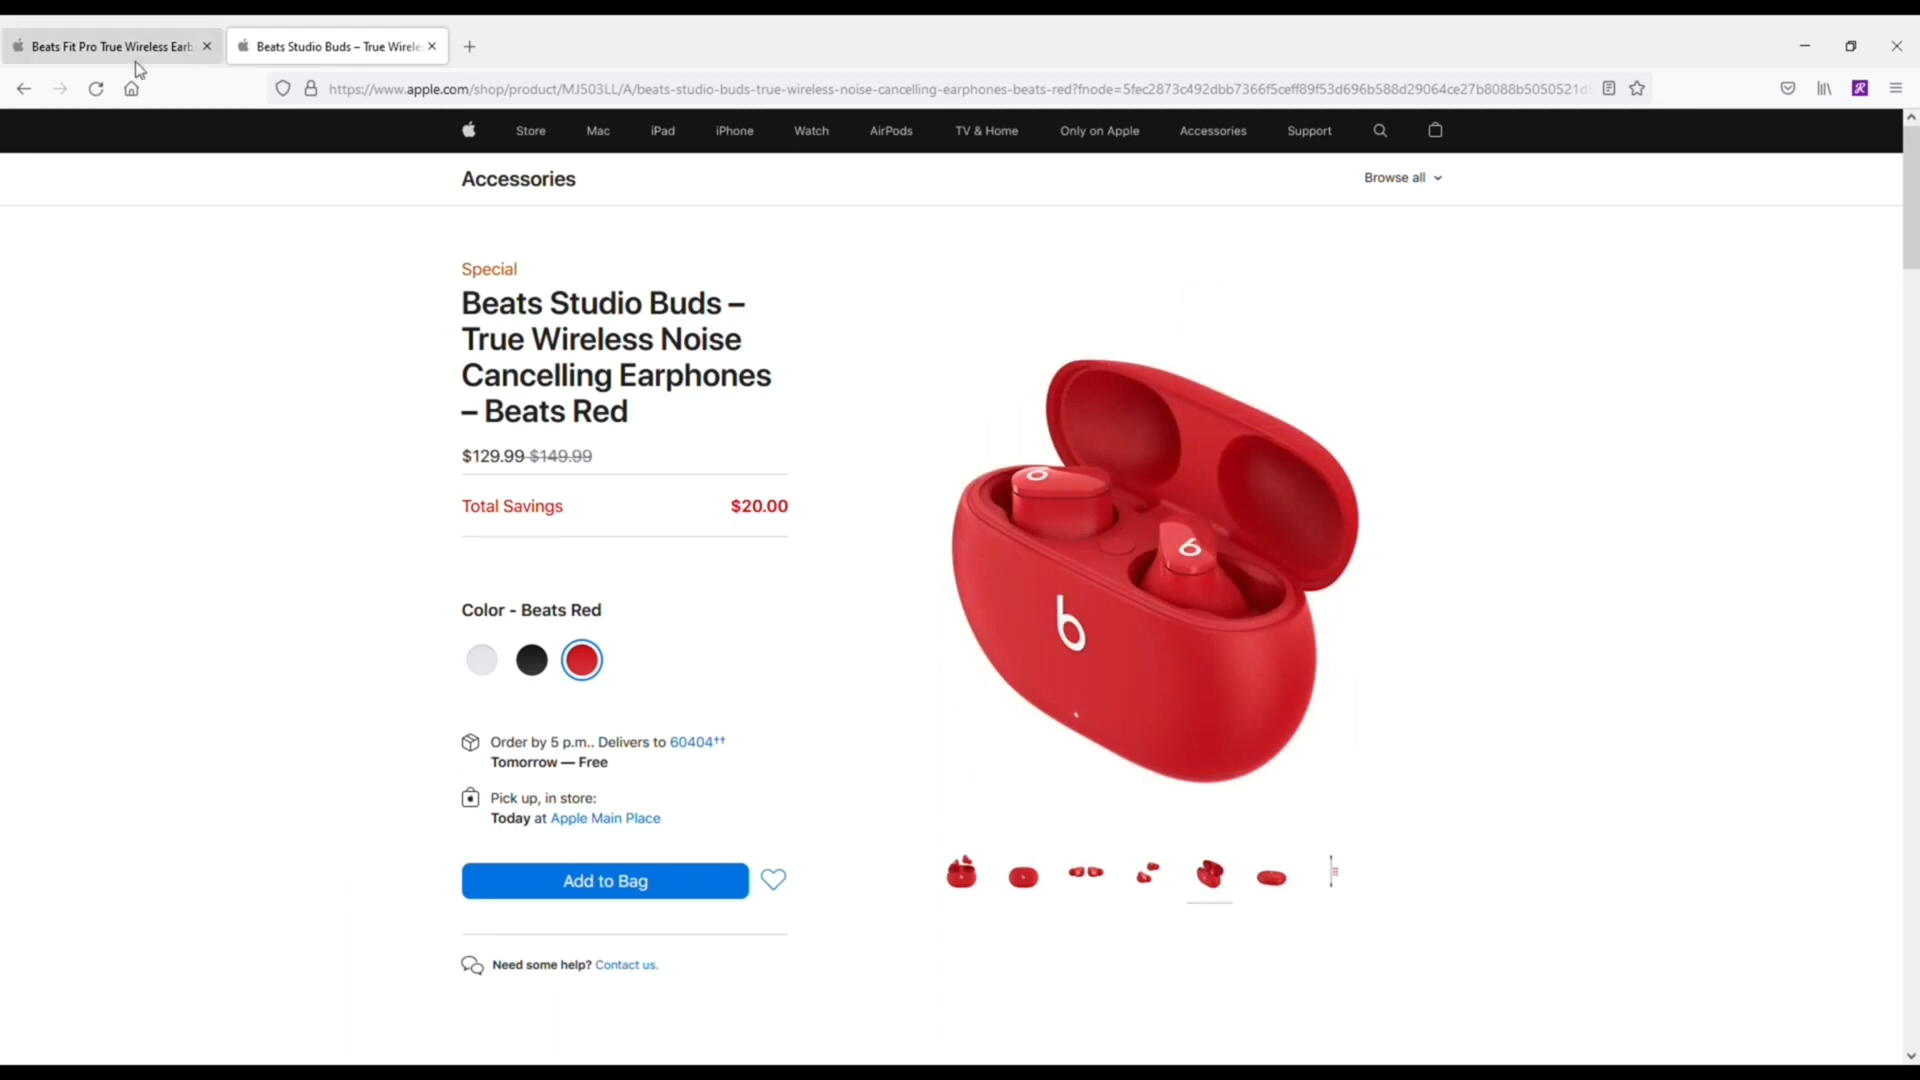 Beats Fit Pro True Wireless Earb
Beats Studio Buds – True Wirele
https://www.apple.com/shop/product/MJ503LL/A/beats-studio-buds-true-wireless-noise-cancelling-earphones-beats-red?fnode=5fec2873c492dbb7366f5ceff89f53d696b588d29064ce27b8088b5050521d
Store Mac iPad iPhone Watch AirPods TV & Home Only on Apple Accessories Support
Accessories
Browse all
Special
Beats Studio Buds –
True Wireless Noise
Cancelling Earphones
– Beats Red
$129.99 $149.99
Total Savings $20.00
Color - Beats Red
Order by 5 p.m.. Delivers to 60404††
Tomorrow — Free
Pick up, in store:
Today at Apple Main Place
Add to Bag
Need some help? Contact us.